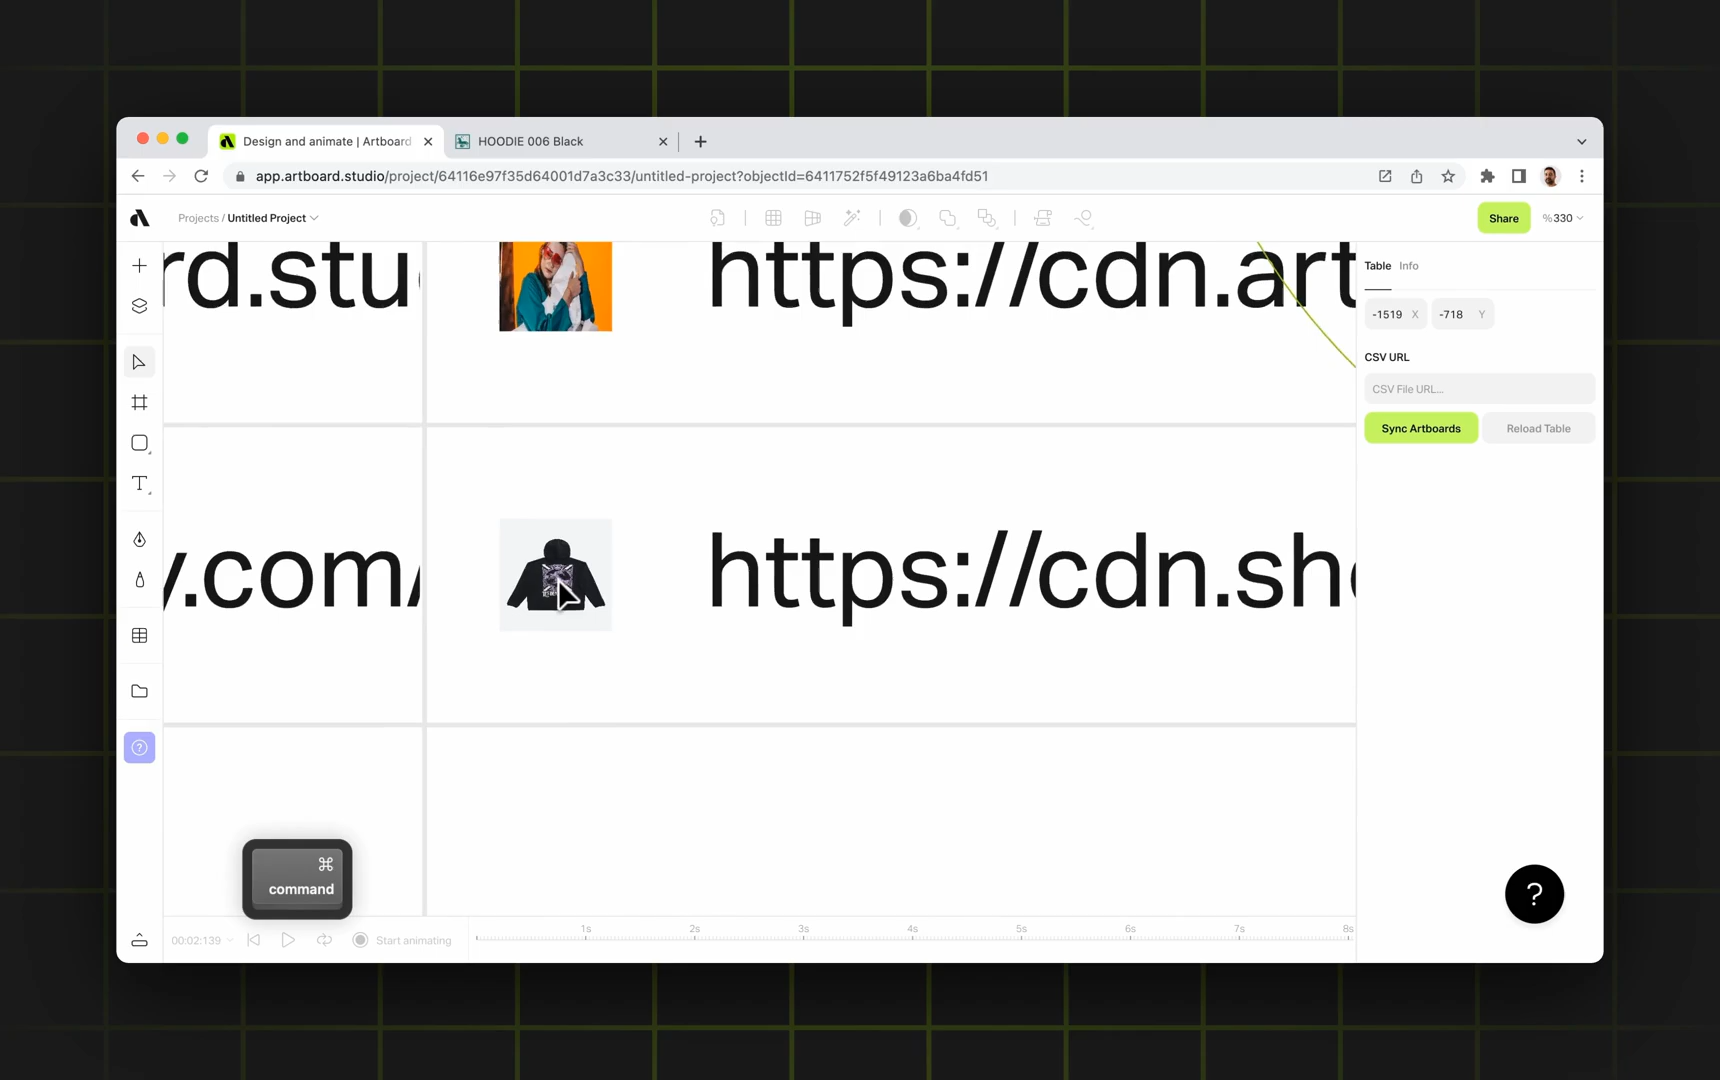 Design and animate | Artboard
HOODIE 006 Black
app.artboard.studio/project/64116e97f35d64001d7a3c33/untitled-project?objectId=6411752f5f49123a6ba4fd51
Projects / Untitled Project
Share
%330
rd.stu
https://cdn.art
Table Info
-1519 X -718 Y
CSV URL
CSV File URL...
Sync Artboards Reload Table
y.com/
https://cdn.sh
T
?
⌘
command
?
00:02:139
Start animating
1s 2s 3s 4s 5s 6s 7s 8s